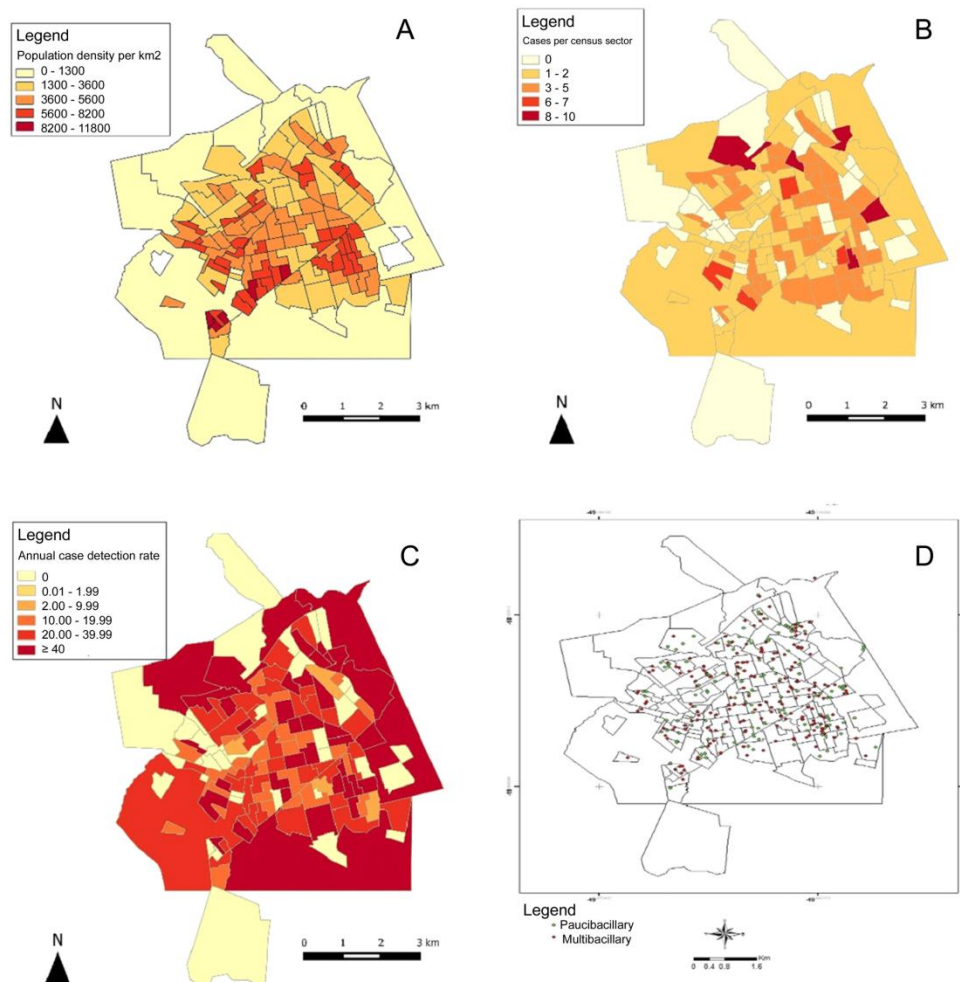 A
Legend
Population density per km2
0 - 1300
1300 - 3600
3600 - 5600
5600 - 8200
8200 - 11800
N
0 1 2 3 km
B
Legend
Cases per census sector
0
1 - 2
3 - 5
6 - 7
8 - 10
N
0 1 2 3 km
C
Legend
Annual case detection rate
0
0.01 - 1.99
2.00 - 9.99
10.00 - 19.99
20.00 - 39.99
≥ 40
N
0 1 2 3 km
D
Legend
Paucibacillary
Multibacillary
Km
0 0.4 0.8 1.6